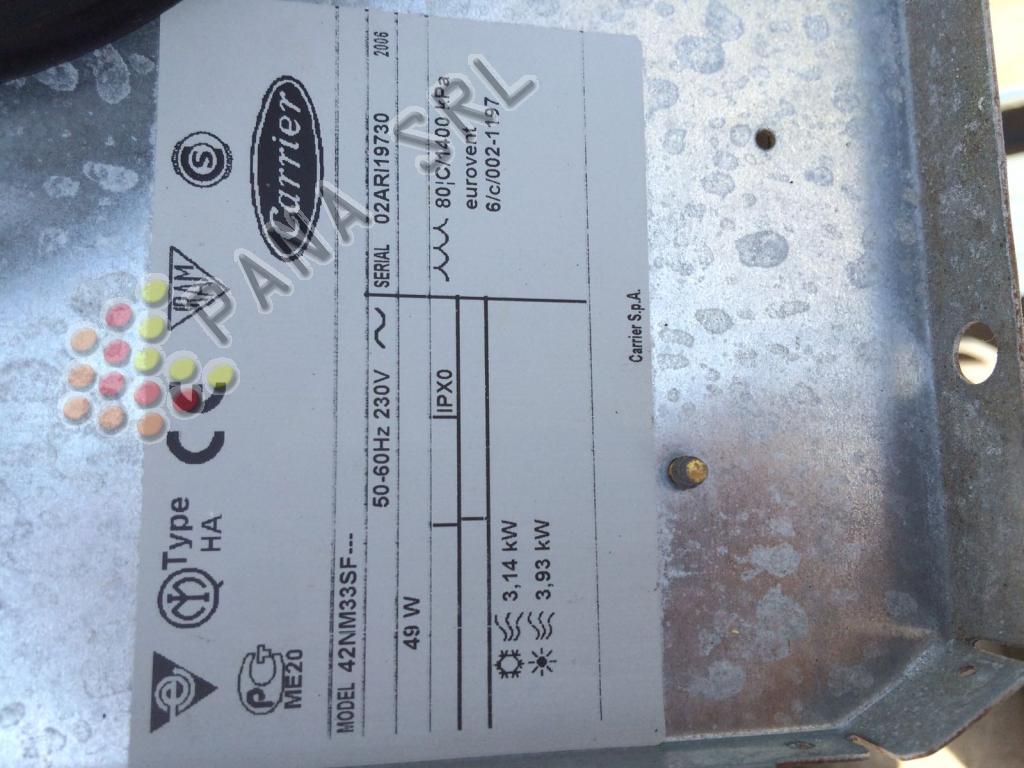 Type
HA
ME20
Carrier
MODEL 42NM33SF---
50-60Hz 230V ~ SERIAL 02ARI19730 2006
49 W
IPX0 80¦C/1400 kPa
eurovent
6/c/002-1197
3,14 kW
3,93 kW
Carrier S.p.A.
PANA SRL